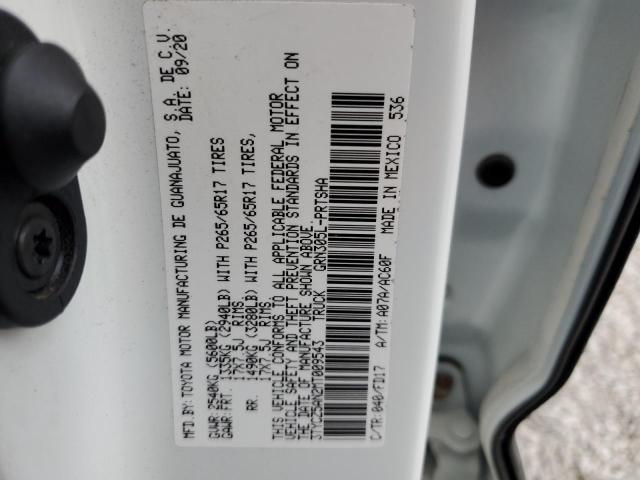 MFD.BY: TOYOTA MOTOR MANUFACTURING DE GUANAJUATO, S.A. DE C.V.
DATE: 09/20
GVWR: 2540KG (5600LB)
GAWR: FRT. 1335KG (2940LB) WITH P265/65R17 TIRES
17X7.5J RIMS,
RR. 1490KG (3280LB) WITH P265/65R17 TIRES,
17X7.5J RIMS.
THIS VEHICLE CONFORMS TO ALL APPLICABLE FEDERAL MOTOR
VEHICLE SAFETY AND THEFT PREVENTION STANDARDS IN EFFECT ON
THE DATE OF MANUFACTURE SHOWN ABOVE.
TRUCK GRN305L-PRTSHA
C/TR: 040/FD17 A/TM: A07A/AC60F
MADE IN MEXICO 536